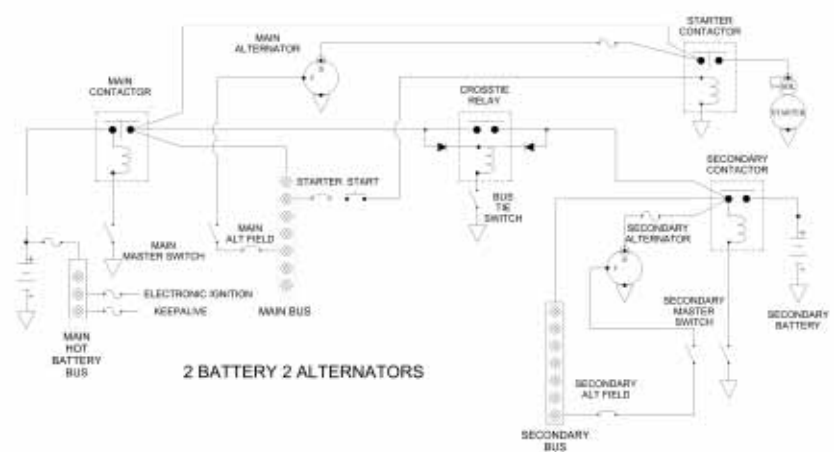 STARTER
CONTACTOR
MAIN
ALTERNATOR
MAIN
CONTACTOR
CROSSTIE
RELAY
SOL
STARTER
SECONDARY
CONTACTOR
STARTER START
BUS
TIE
SWITCH
MAIN
ALT FIELD
MAIN
MASTER SWITCH
SECONDARY
ALTERNATOR
ELECTRONIC IGNITION
KEEPALIVE
MAIN BUS
MAIN
HOT
BATTERY
BUS
SECONDARY
MASTER
SWITCH
SECONDARY
BATTERY
2 BATTERY 2 ALTERNATORS
SECONDARY
ALT FIELD
SECONDARY
BUS